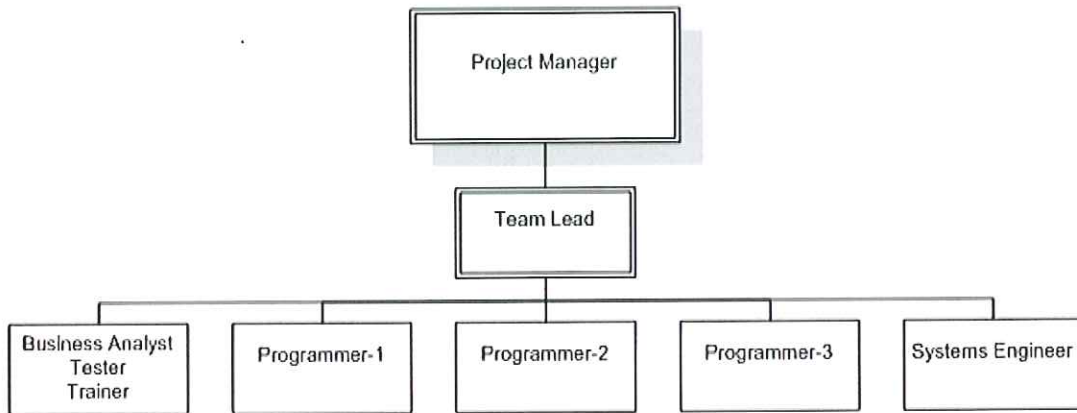 Project Manager
Team Lead
Business Analyst
Tester
Trainer
Programmer-1
Programmer-2
Programmer-3
Systems Engineer